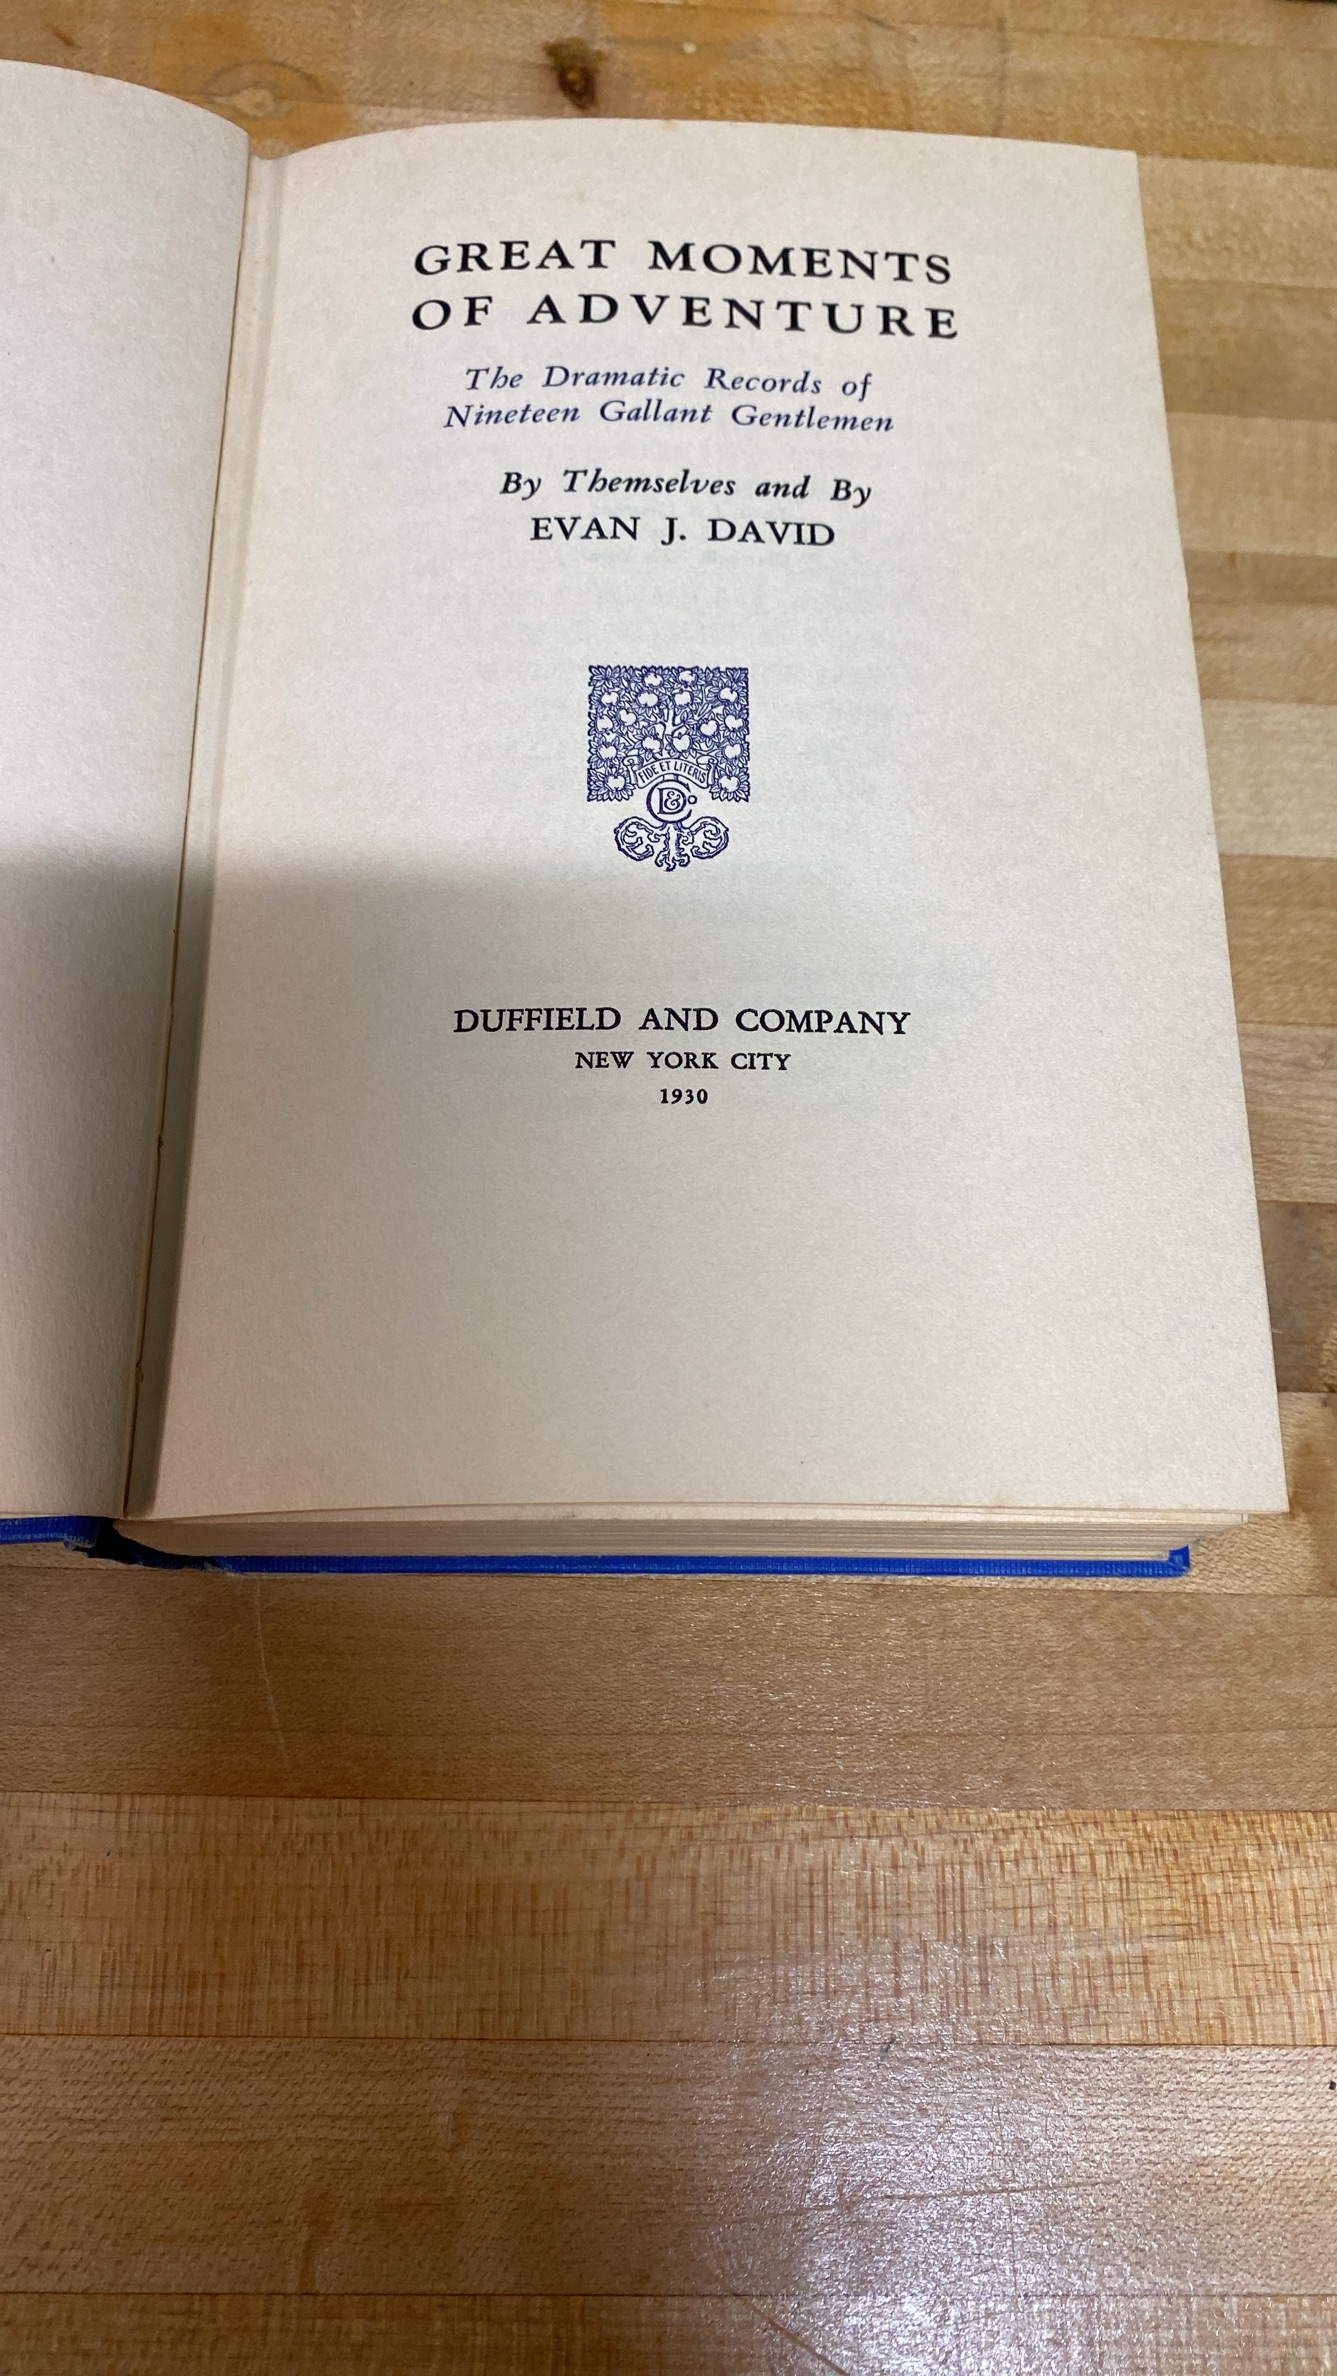 GREAT MOMENTS
OF ADVENTURE
The Dramatic Records of
Nineteen Gallant Gentlemen
By Themselves and By
EVAN J. DAVID
FIDE ET LITERIS
D & Co
DUFFIELD AND COMPANY
NEW YORK CITY
1930